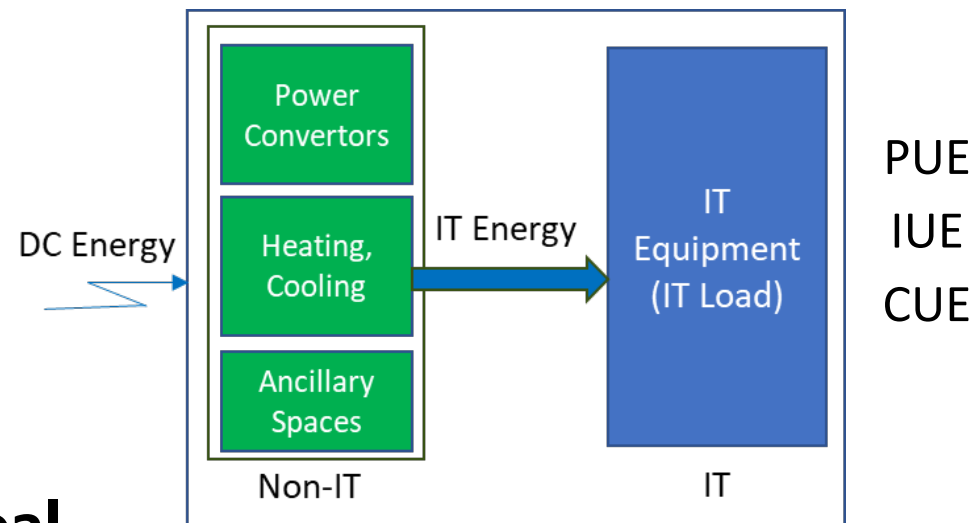 DC Energy
Power
Convertors
Heating,
Cooling
Ancillary
Spaces
Non-IT
IT Energy
IT
Equipment
(IT Load)
IT
PUE
IUE
CUE